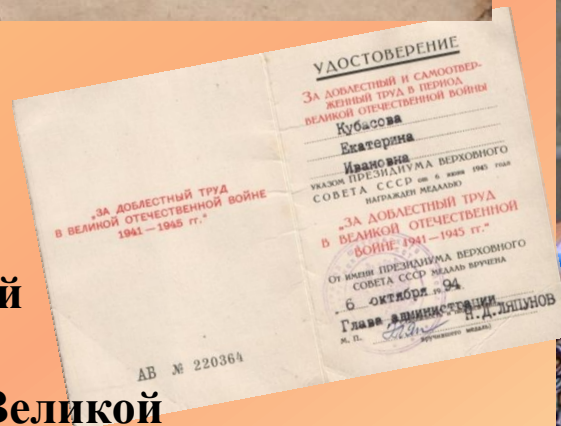 „ЗА ДОБЛЕСТНЫЙ ТРУД
В ВЕЛИКОЙ ОТЕЧЕСТВЕННОЙ ВОЙНЕ
1941 — 1945 гг.“
АВ № 220364
УДОСТОВЕРЕНИЕ
ЗА ДОБЛЕСТНЫЙ И САМООТВЕР-
ЖЕННЫЙ ТРУД В ПЕРИОД
ВЕЛИКОЙ ОТЕЧЕСТВЕННОЙ ВОЙНЫ
Кубасова
Екатерина
Ивановна
УКАЗОМ ПРЕЗИДИУМА ВЕРХОВНОГО
СОВЕТА СССР от 6 июня 1945 года
НАГРАЖДЕН МЕДАЛЬЮ
„ЗА ДОБЛЕСТНЫЙ ТРУД
В ВЕЛИКОЙ ОТЕЧЕСТВЕННОЙ
ВОЙНЕ 1941 — 1945 гг.“
ОТ ИМЕНИ ПРЕЗИДИУМА ВЕРХОВНОГО
СОВЕТА СССР МЕДАЛЬ ВРУЧЕНА
6 октября 94 г.
Глава администрации
Н.Д.ЛЯПУНОВ
М. П.
вручившего медаль)
й
Великой